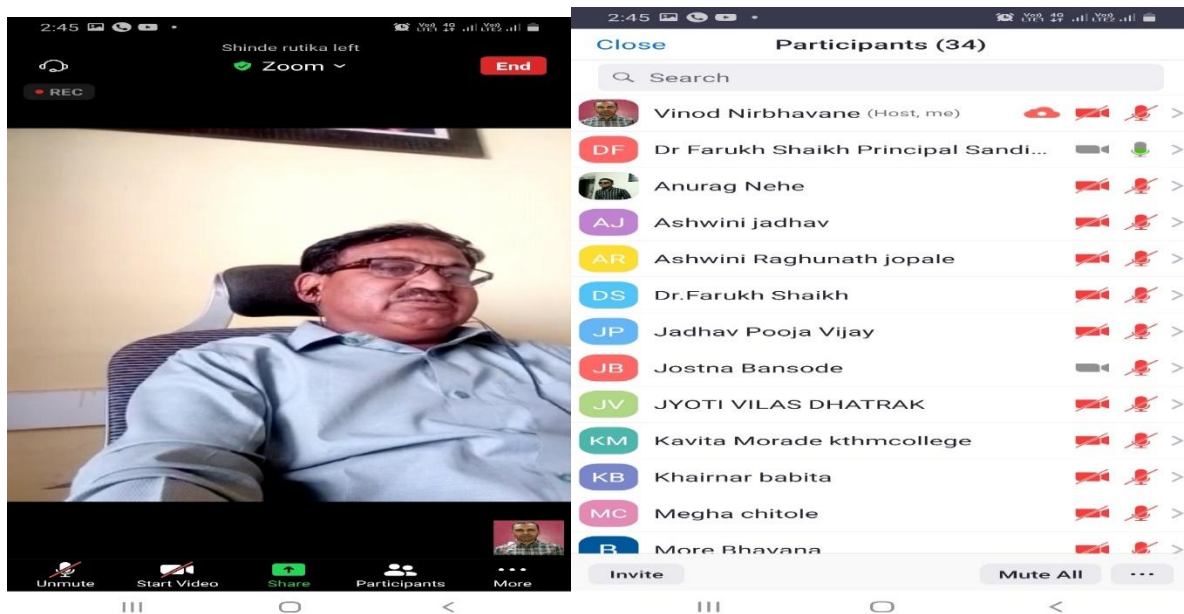 2:45
Shinde rutika left
Zoom
End
REC
Unmute
Start Video
Share
Participants
More
2:45
Close
Participants (34)
Search
Vinod Nirbhavane (Host, me)
DF Dr Farukh Shaikh Principal Sandi...
Anurag Nehe
AJ Ashwini jadhav
AR Ashwini Raghunath jopale
DS Dr.Farukh Shaikh
JP Jadhav Pooja Vijay
JB Jostna Bansode
JV JYOTI VILAS DHATRAK
KM Kavita Morade kthmcollege
KB Khairnar babita
MC Megha chitole
B More Bhavana
Invite
Mute All